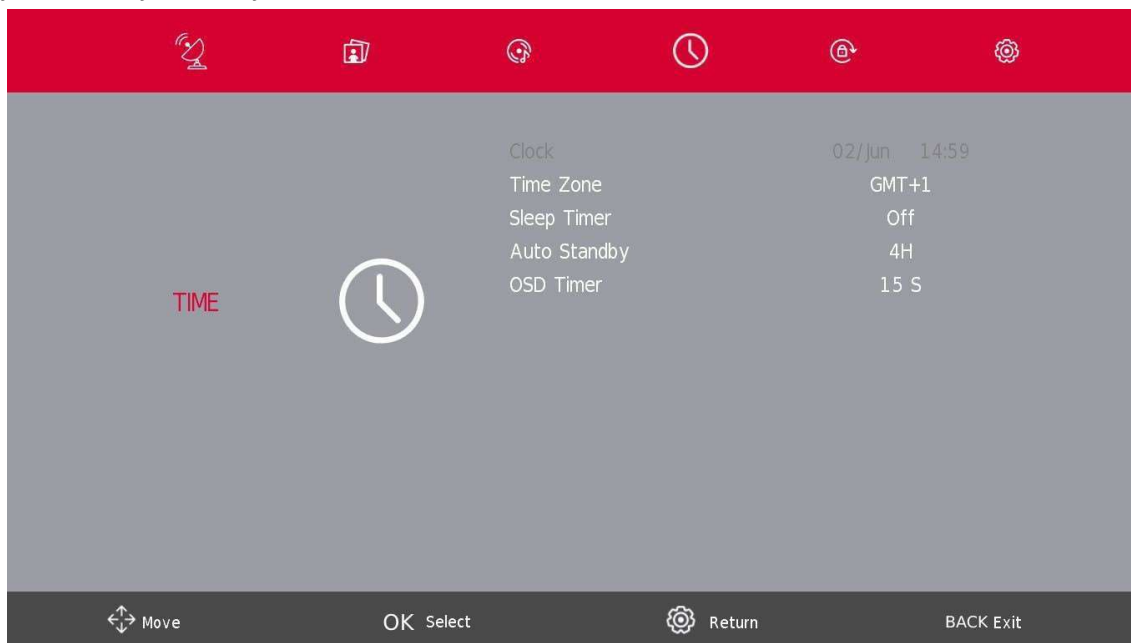 Clock 02/Jun 14:59
Time Zone GMT+1
Sleep Timer Off
Auto Standby 4H
OSD Timer 15 S
TIME
Move OK Select Return BACK Exit